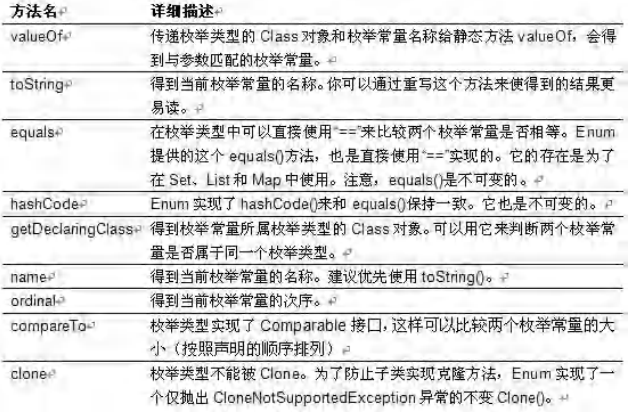 方法名 详细描述
valueOf 传递枚举类型的 Class 对象和枚举常量名称给静态方法 valueOf，会得
到与参数匹配的枚举常量。
toString 得到当前枚举常量的名称。你可以通过重写这个方法来使得到的结果更
易读。
equals 在枚举类型中可以直接使用“==”来比较两个枚举常量是否相等。Enum
提供的这个 equals()方法，也是直接使用“==”实现的。它的存在是为了
在 Set、List 和 Map 中使用。注意，equals()是不可变的。
hashCode Enum 实现了 hashCode()来和 equals()保持一致。它也是不可变的。
getDeclaringClass 得到枚举常量所属枚举类型的 Class 对象。可以用它来判断两个枚举常
量是否属于同一个枚举类型。
name 得到当前枚举常量的名称。建议优先使用 toString()。
ordinal 得到当前枚举常量的次序。
compareTo 枚举类型实现了 Comparable 接口，这样可以比较两个枚举常量的大
小（按照声明的顺序排列）
clone 枚举类型不能被 Clone。为了防止子类实现克隆方法，Enum 实现了一
个仅抛出 CloneNotSupportedException 异常的不变 Clone()。